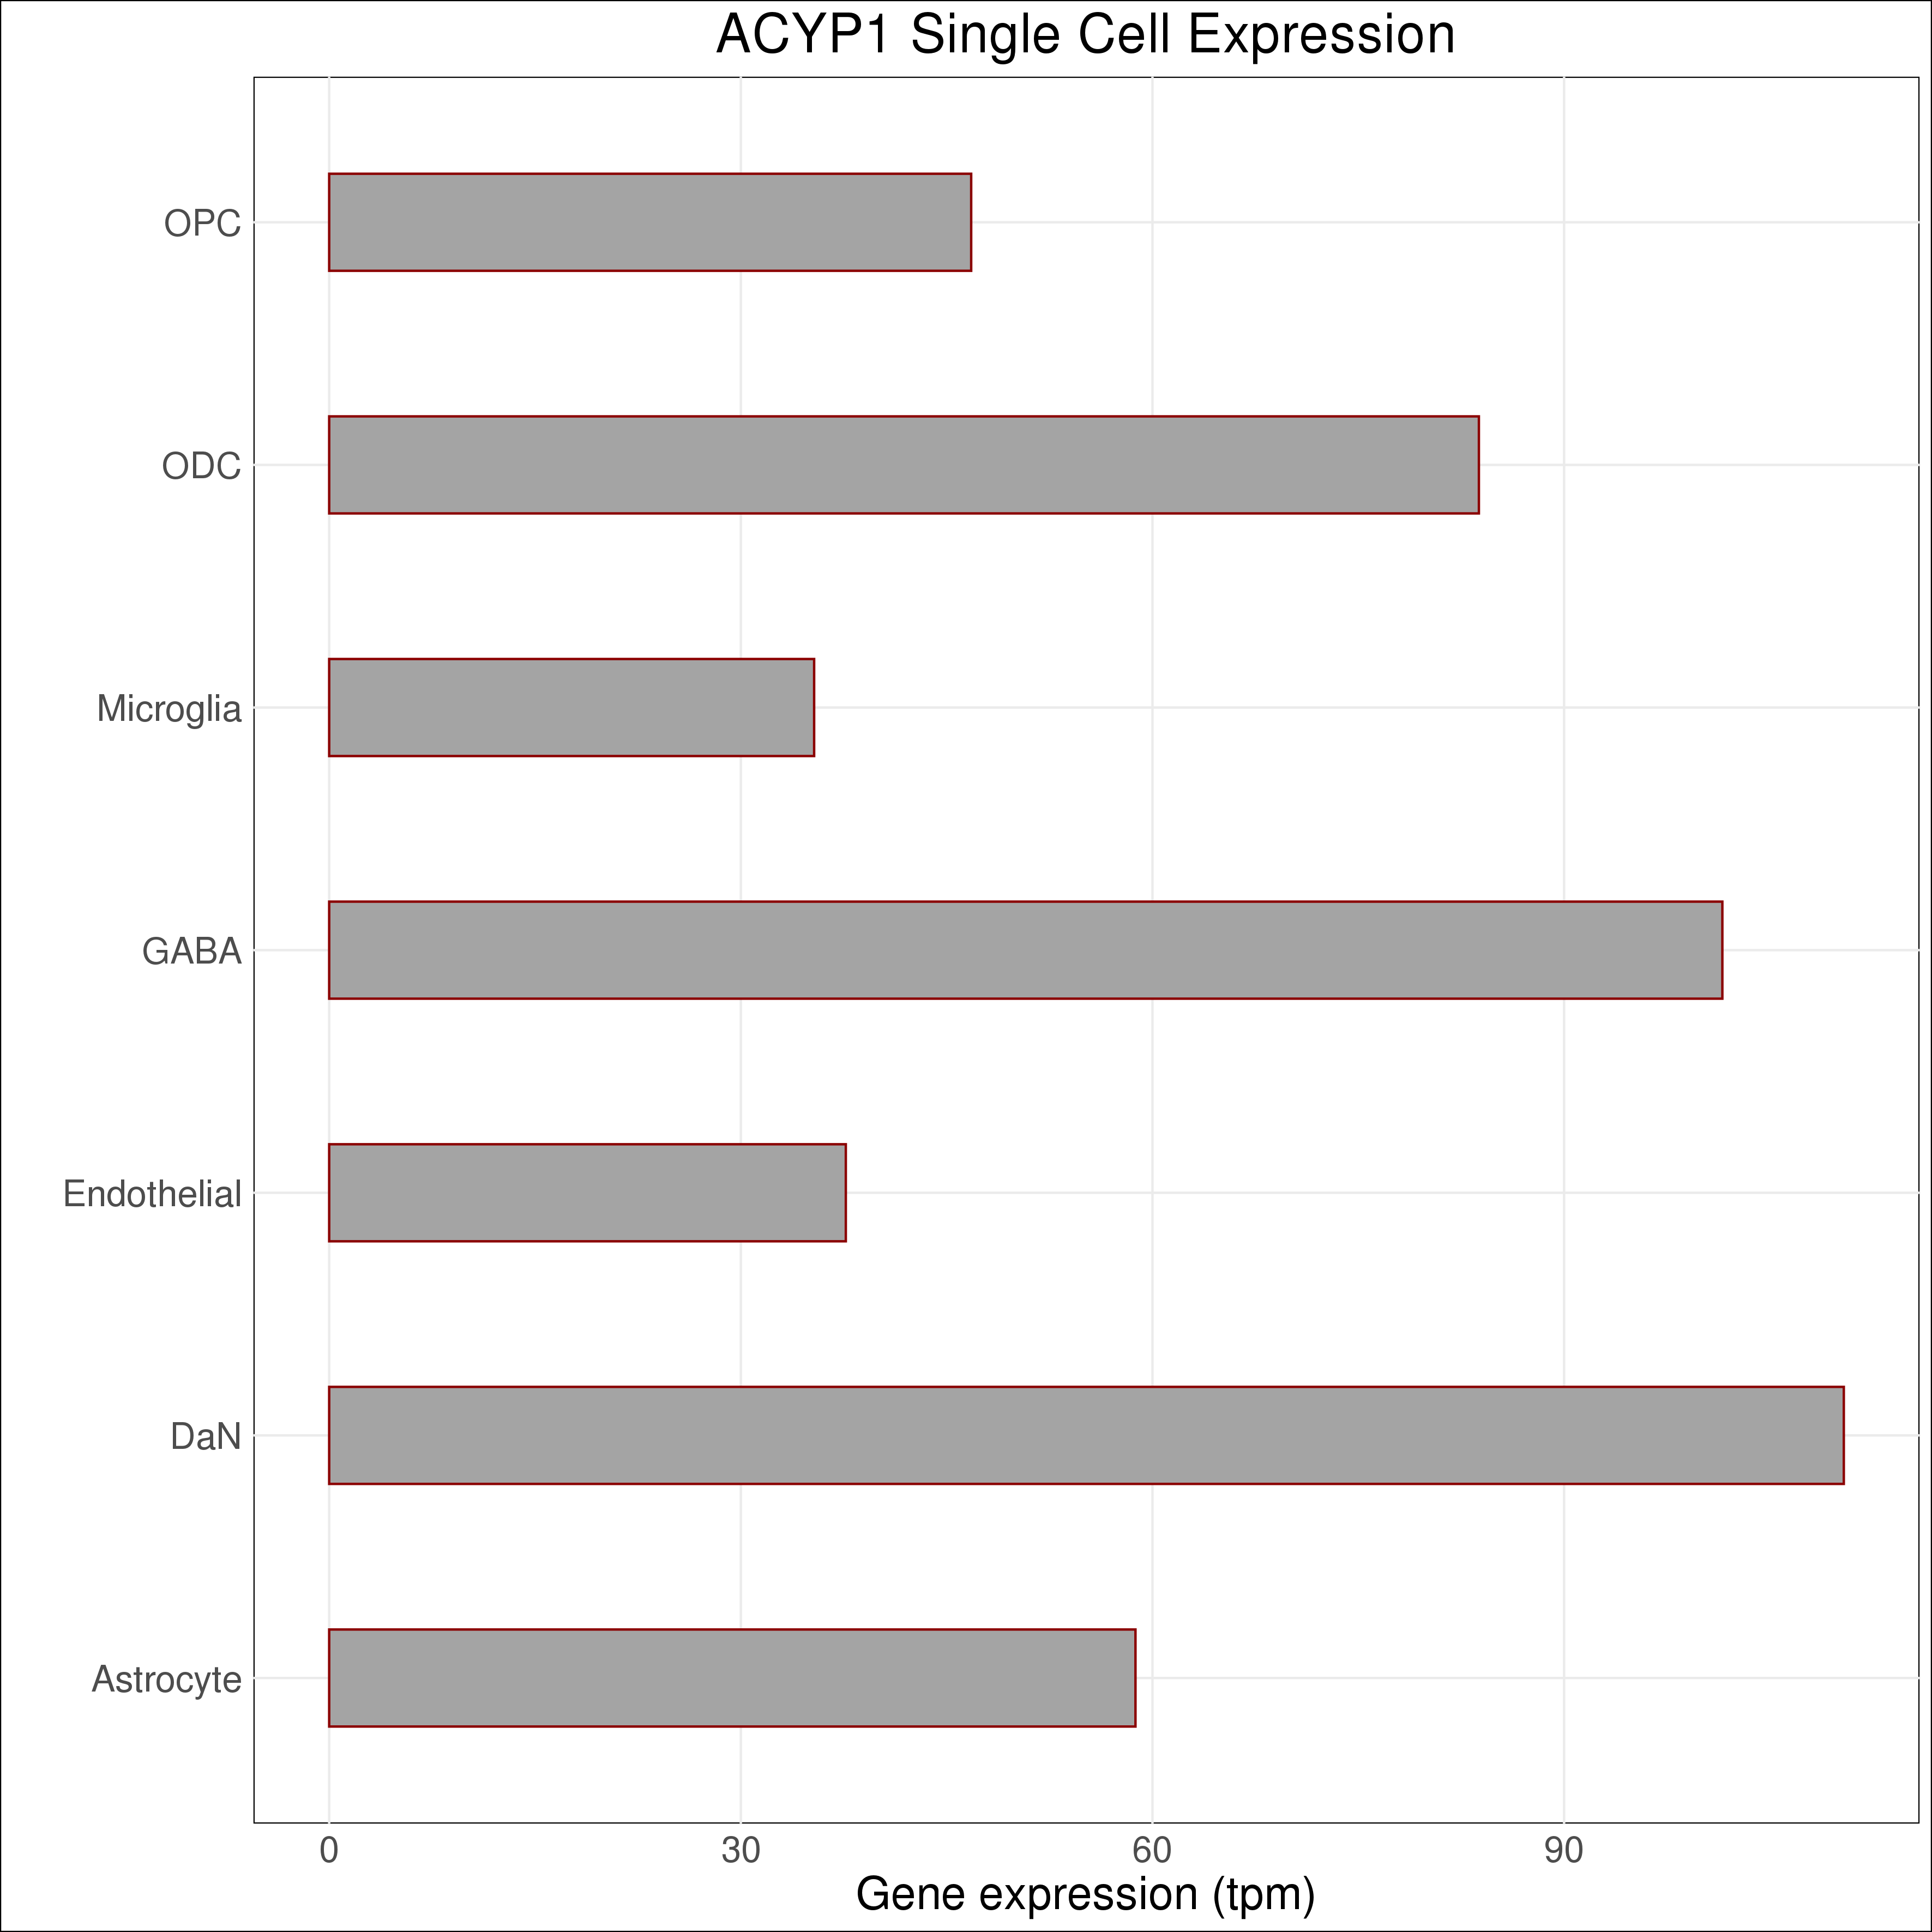 ACYP1 Single Cell Expression
OPC
ODC
Microglia
GABA
Endothelial
DaN
Astrocyte
0 30 60 90
Gene expression (tpm)